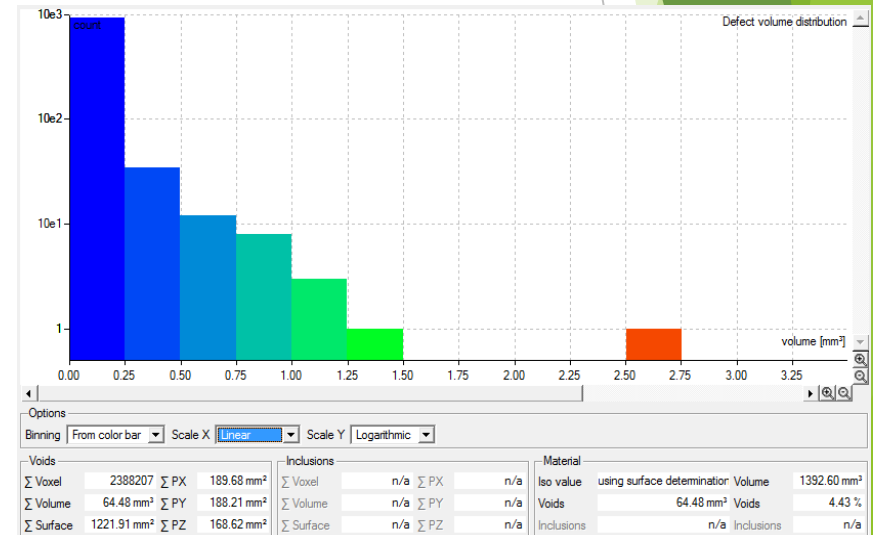 10e3
count
Defect volume distribution
10e2
10e1
1
volume [mm³]
0.00 0.25 0.50 0.75 1.00 1.25 1.50 1.75 2.00 2.25 2.50 2.75 3.00 3.25
Options
Binning From color bar Scale X Linear Scale Y Logarithmic
Voids Inclusions Material
∑ Voxel 2388207 ∑ PX 189.68 mm² ∑ Voxel n/a ∑ PX n/a Iso value using surface determination Volume 1392.60 mm³
∑ Volume 64.48 mm³ ∑ PY 188.21 mm² ∑ Volume n/a ∑ PY n/a Voids 64.48 mm³ Voids 4.43 %
∑ Surface 1221.91 mm² ∑ PZ 168.62 mm² ∑ Surface n/a ∑ PZ n/a Inclusions n/a Inclusions n/a